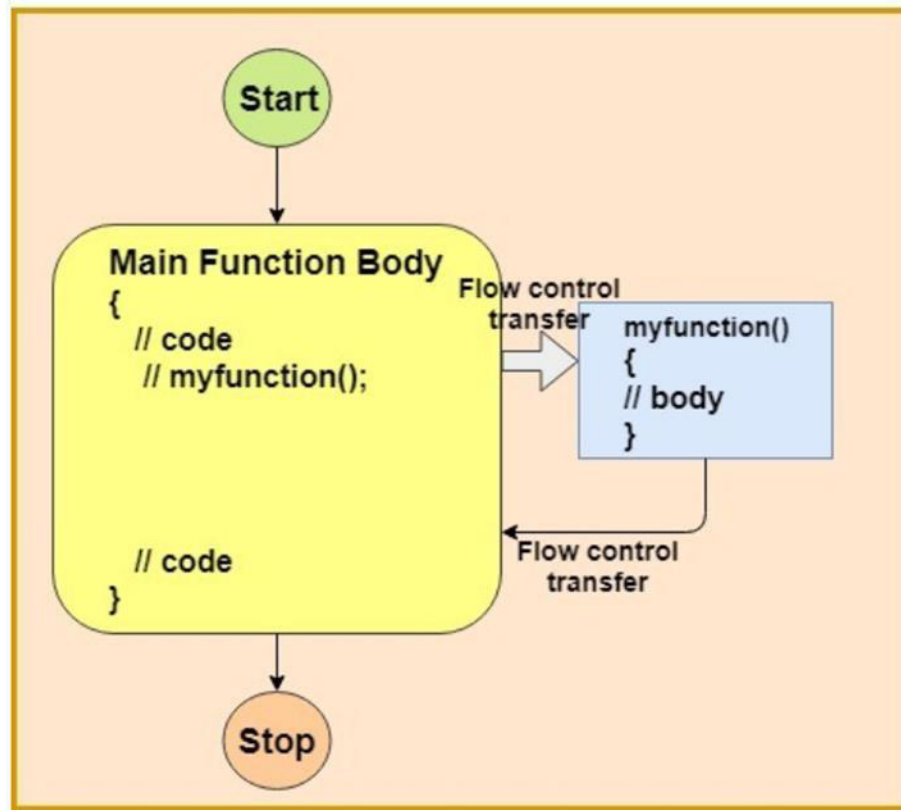 Start
Main Function Body
{
// code
// myfunction();
// code
}
Flow control
transfer
myfunction()
{
// body
}
Flow control
transfer
Stop